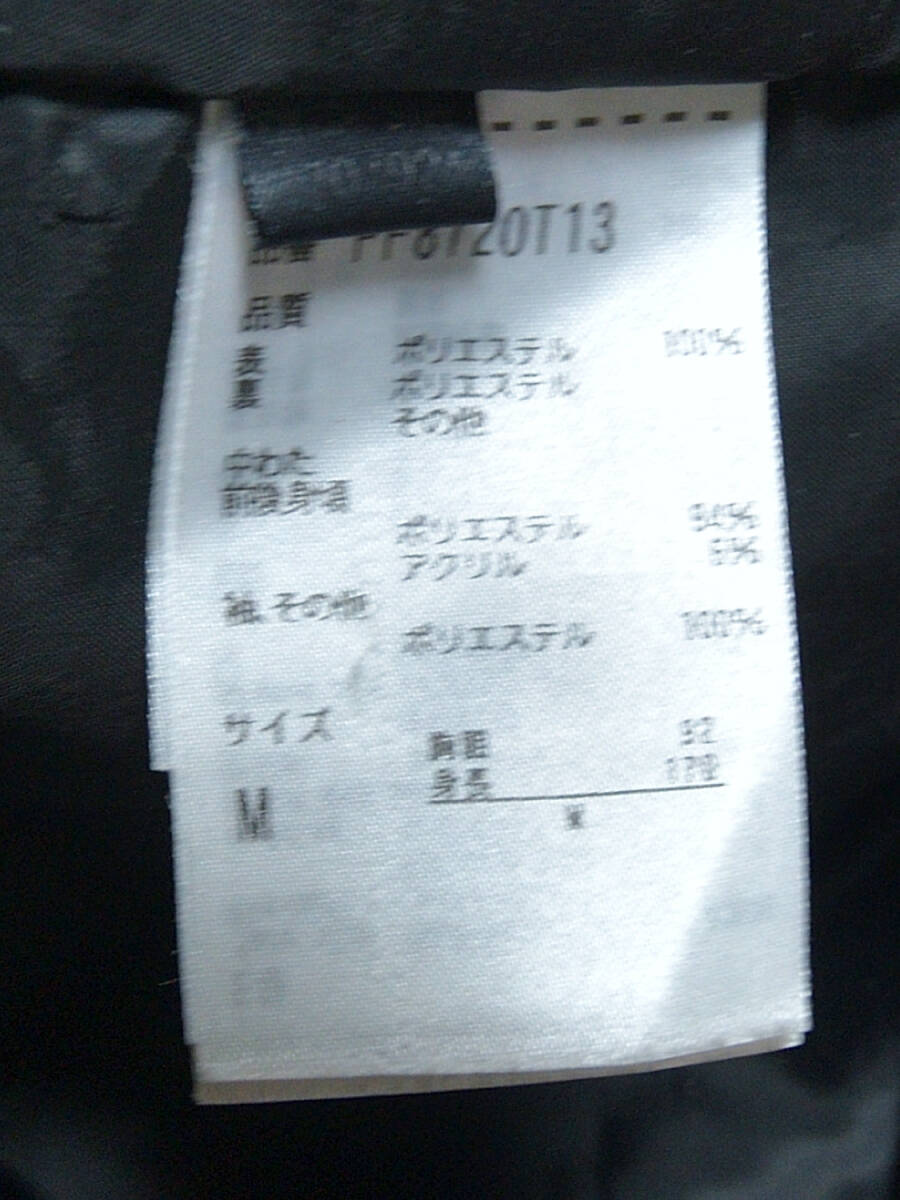 品番 PF8T20T13
品質
表 ポリエステル 100%
裏 ポリエステル
その他
中わた
前後身頃
ポリエステル 94%
アクリル 6%
袖、その他
ポリエステル 100%
サイズ
胸囲 92
身長 170
M